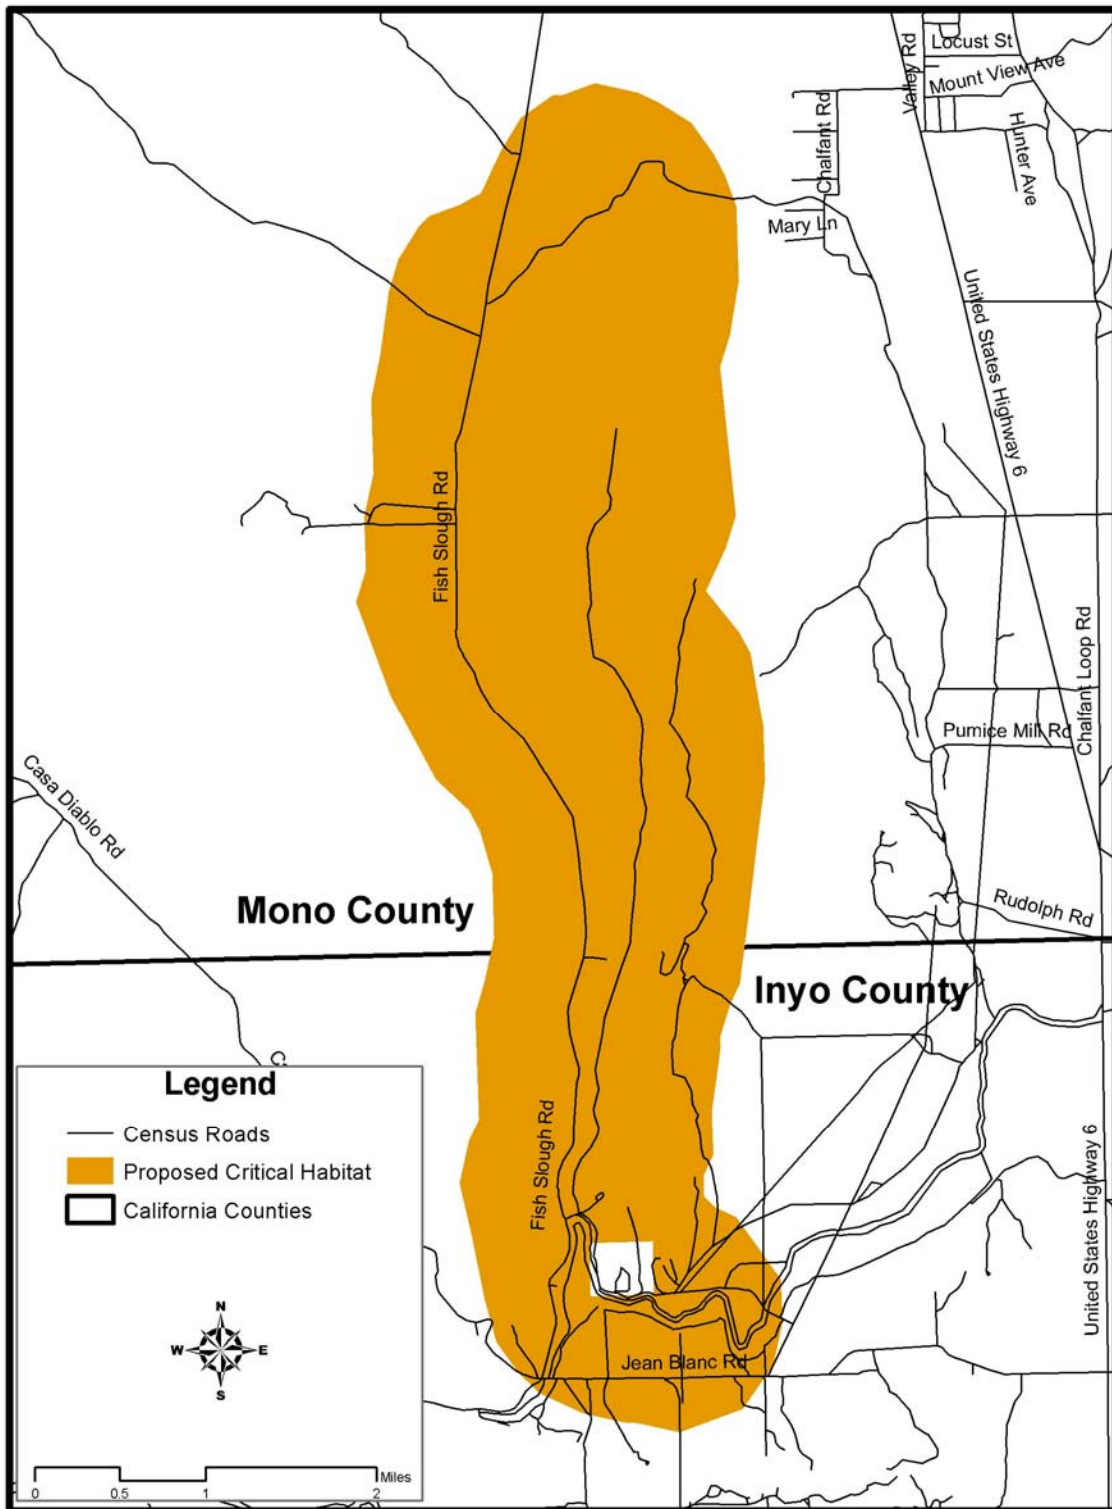 Locust St
Valley Rd
Mount View Ave
Chalfant Rd
Hunter Ave
Mary Ln
United States Highway 6
Fish Slough Rd
Chalfant Loop Rd
Pumice Mill Rd
Casa Diablo Rd
Rudolph Rd
Mono County
Inyo County
Legend
Census Roads
Proposed Critical Habitat
California Counties
Fish Slough Rd
United States Highway 6
N
W E
S
Jean Blanc Rd
Miles
0 0.5 1 2